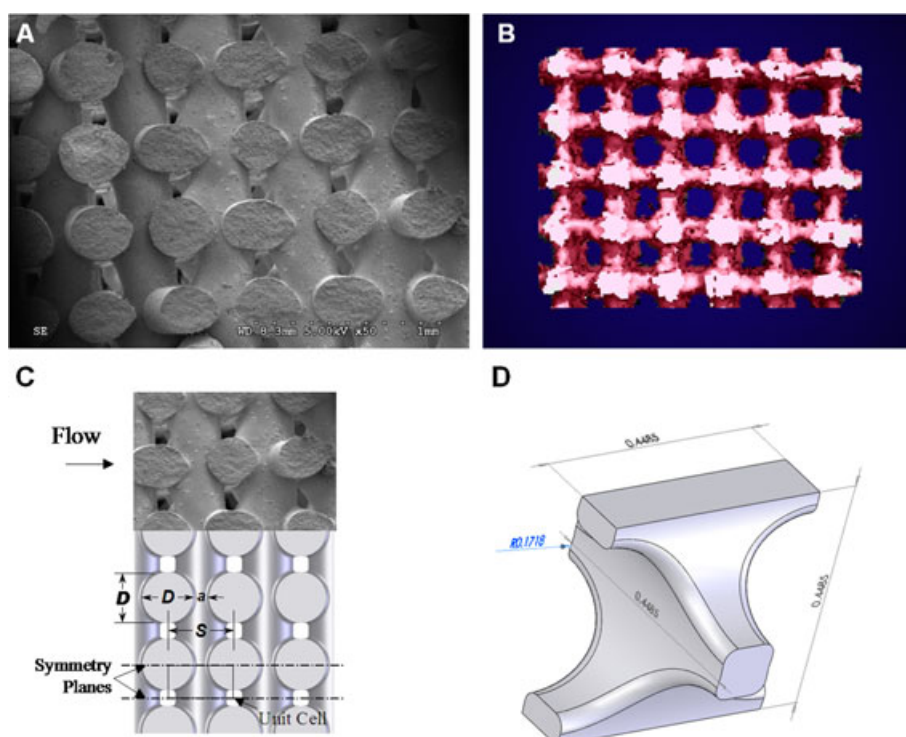 A
SE
WD 8.3mm 5.00kV x50
1mm
B
C
Flow
D
D
a
S
Symmetry
Planes
Unit Cell
D
0.4485
R0.1718
0.4485
0.4485